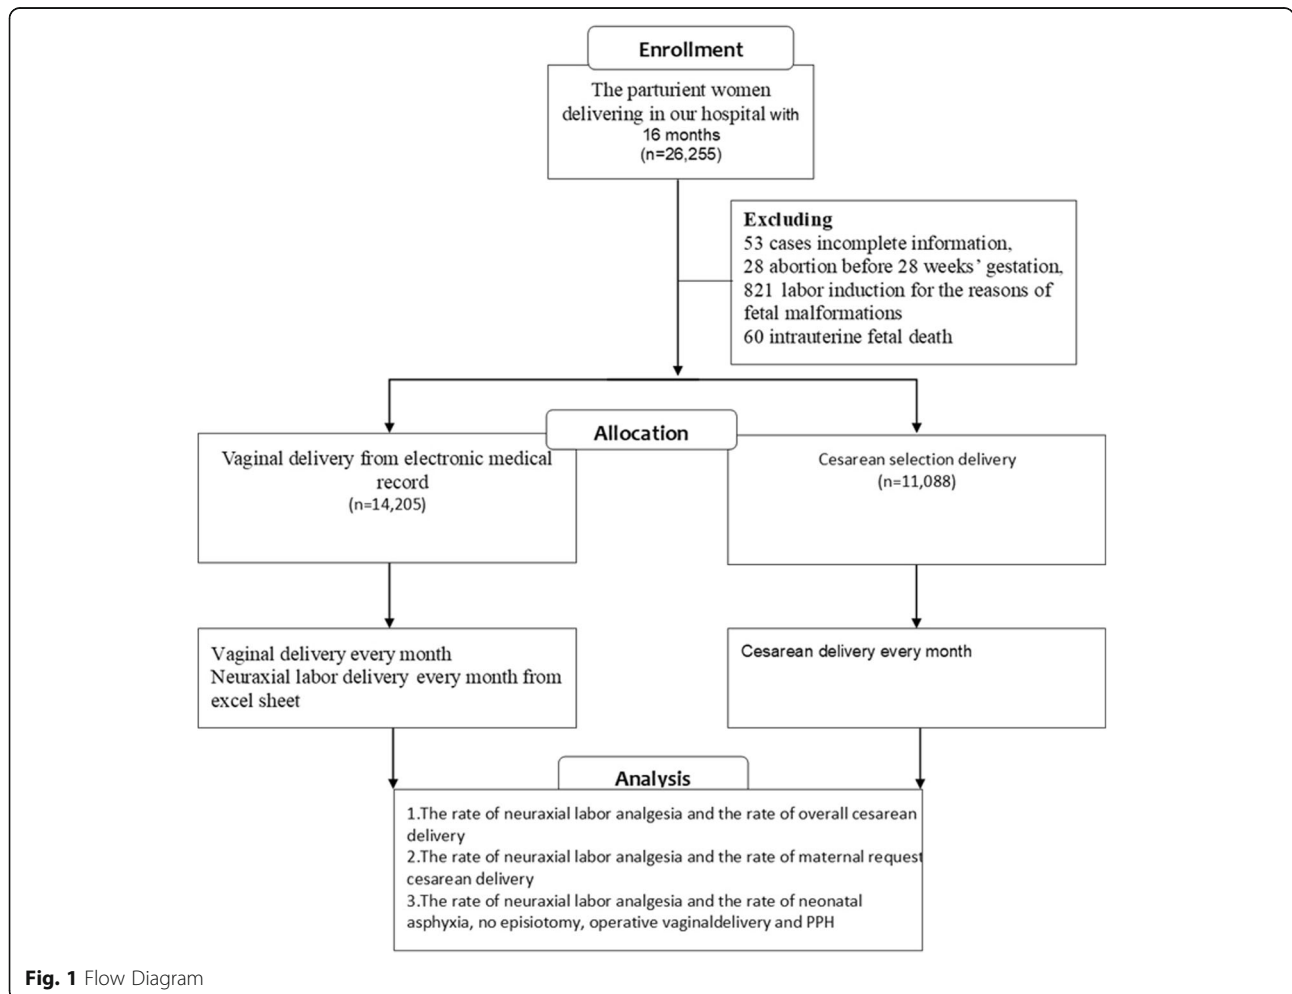 Enrollment
The parturient women
delivering in our hospital with
16 months
(n=26,255)
Excluding
53 cases incomplete information,
28 abortion before 28 weeks’ gestation,
821 labor induction for the reasons of
fetal malformations
60 intrauterine fetal death
Allocation
Vaginal delivery from electronic medical
record
(n=14,205)
Cesarean selection delivery
(n=11,088)
Vaginal delivery every month
Neuraxial labor delivery every month from
excel sheet
Cesarean delivery every month
Analysis
1.The rate of neuraxial labor analgesia and the rate of overall cesarean
delivery
2.The rate of neuraxial labor analgesia and the rate of maternal request
cesarean delivery
3.The rate of neuraxial labor analgesia and the rate of neonatal
asphyxia, no episiotomy, operative vaginaldelivery and PPH
Fig. 1 Flow Diagram